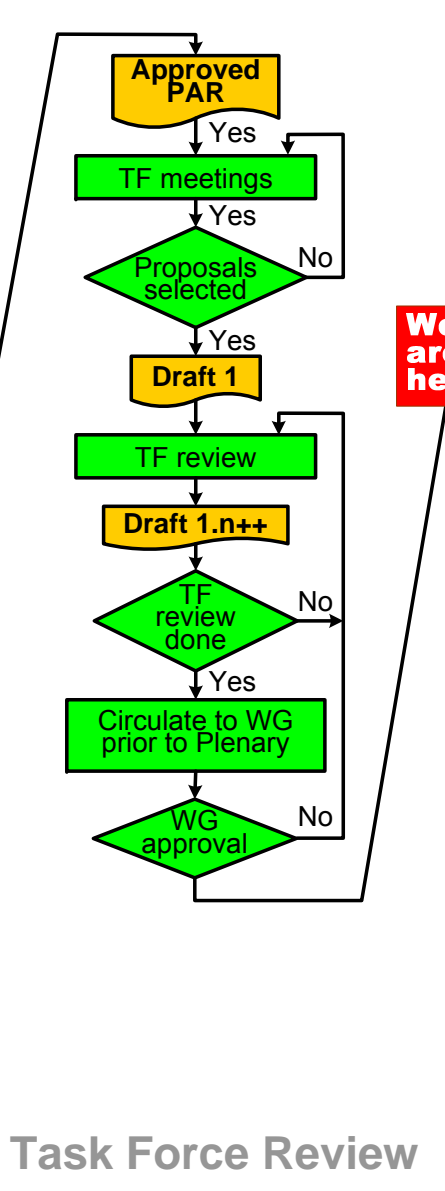 Approved
PAR
Yes
TF meetings
Yes
Proposals
selected
No
Yes
Draft 1
TF review
Draft 1.n++
TF
review
done
No
Yes
Circulate to WG
prior to Plenary
WG
approval
No
Task Force Review